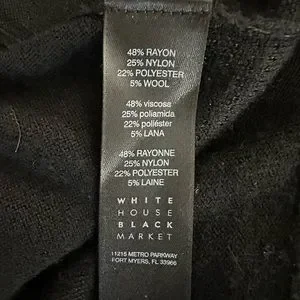 48% RAYON
25% NYLON
22% POLYESTER
5% WOOL
48% viscose
25% poliamida
22% poliéster
5% LANA
48% RAYONNE
25% NYLON
22% POLYESTER
5% LAINE
WHITE
HOUSE
BLACK
MARKET
11215 METRO PARKWAY
FORT MYERS, FL 33966